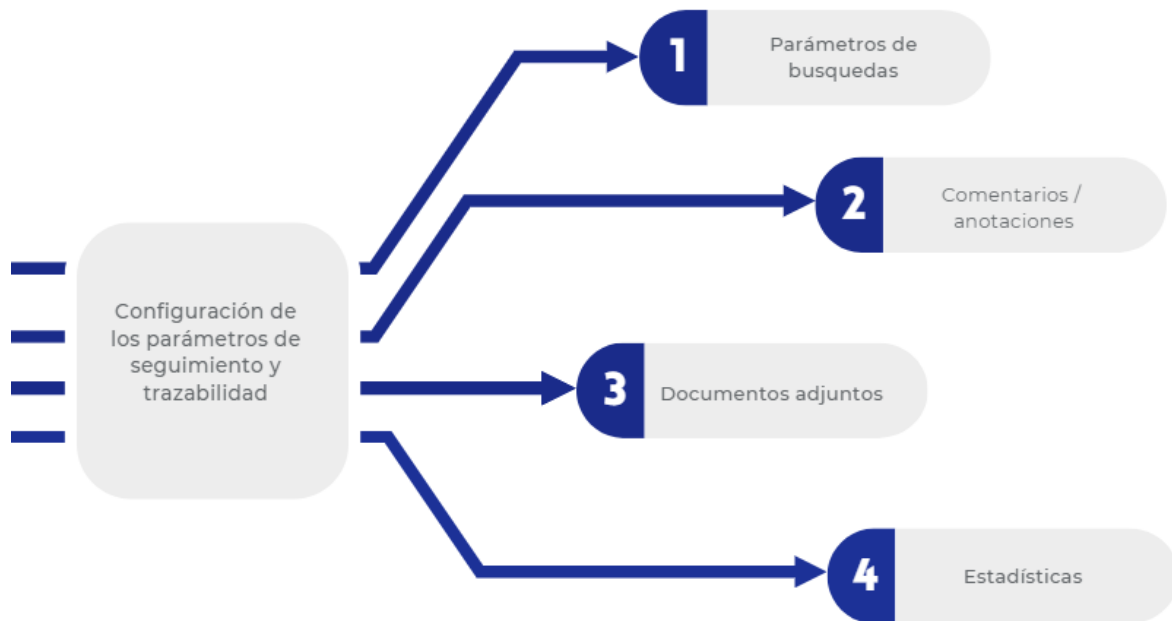 1
Parámetros de
busquedas
2
Comentarios /
anotaciones
Configuración de
los parámetros de
seguimiento y
trazabilidad
3
Documentos adjuntos
4
Estadísticas